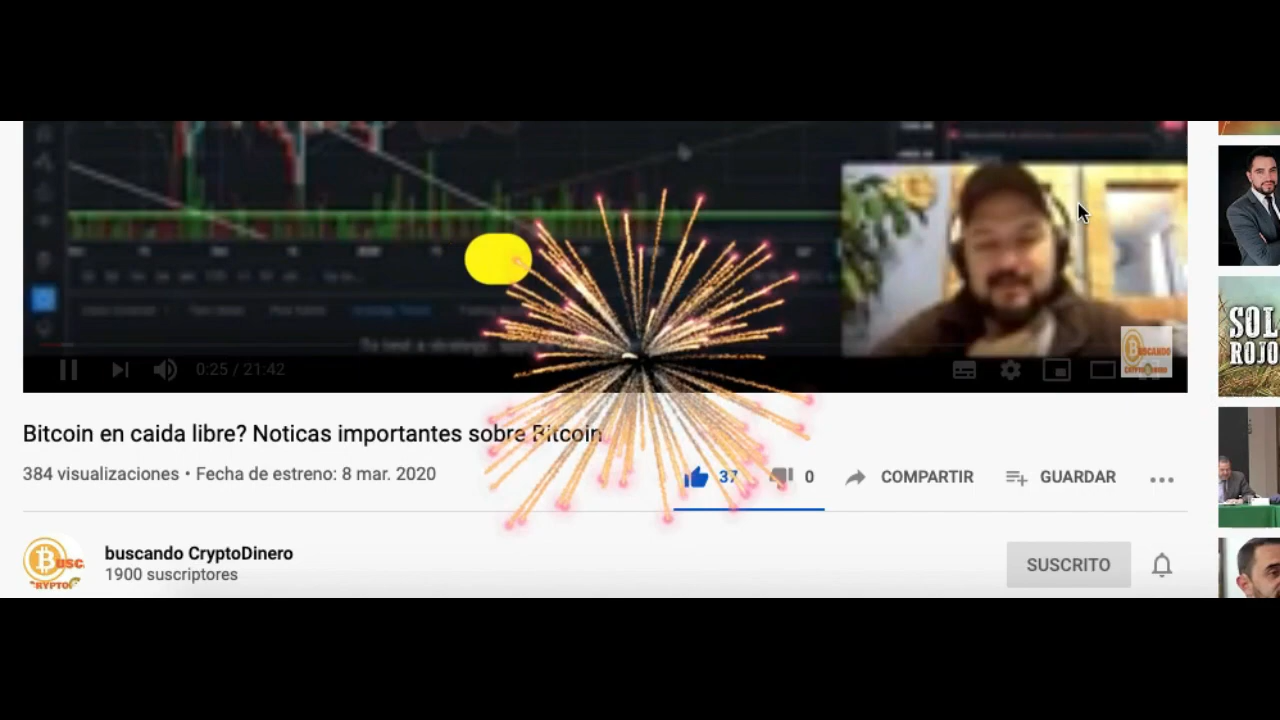 SOL
ROJO
0:25 / 21:42
BUSCANDO
Bitcoin en caida libre? Noticas importantes sobre Bitcoin
384 visualizaciones • Fecha de estreno: 8 mar. 2020
37
0
COMPARTIR
GUARDAR
buscando CryptoDinero
1900 suscriptores
SUSCRITO